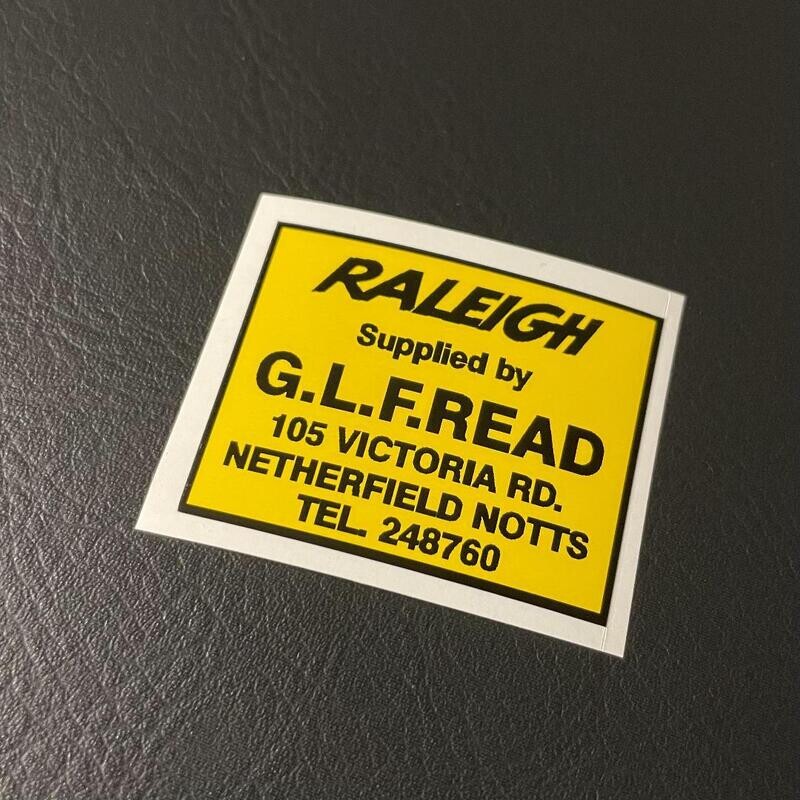 RALEIGH
Supplied by
G.L.F.READ
105 VICTORIA RD.
NETHERFIELD NOTTS
TEL. 248760